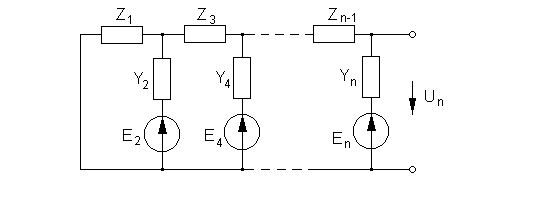 Z1 Z3 Zn-1
Y2 Y4 Yn
Un
E2 E4 En